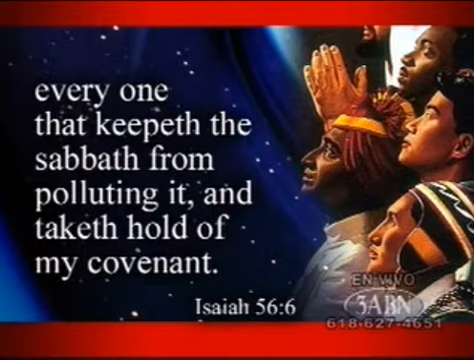 every one
that keepeth the
sabbath from
polluting it, and
taketh hold of
my covenant.
Isaiah 56:6
EN VIVO
3ABN
618-627-4651